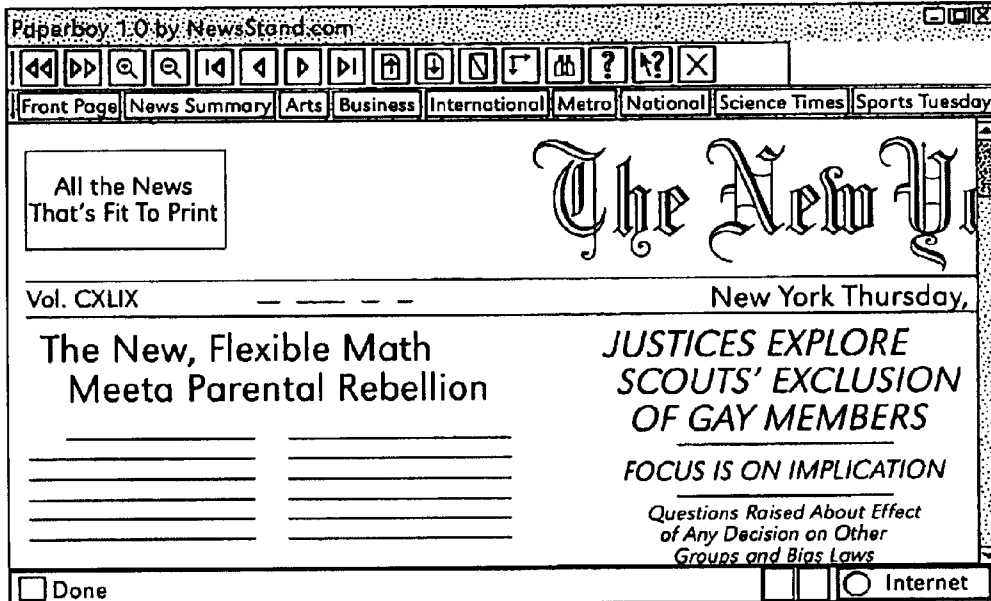 Paperboy 1.0 by NewsStand.com
? ?
Front Page News Summary Arts Business International Metro National Science Times Sports Tuesday
All the News
That's Fit To Print
The New Yo
Vol. CXLIX
New York Thursday,
The New, Flexible Math
Meeta Parental Rebellion
JUSTICES EXPLORE
SCOUTS' EXCLUSION
OF GAY MEMBERS
FOCUS IS ON IMPLICATION
Questions Raised About Effect
of Any Decision on Other
Groups and Bias Laws
Done
Internet